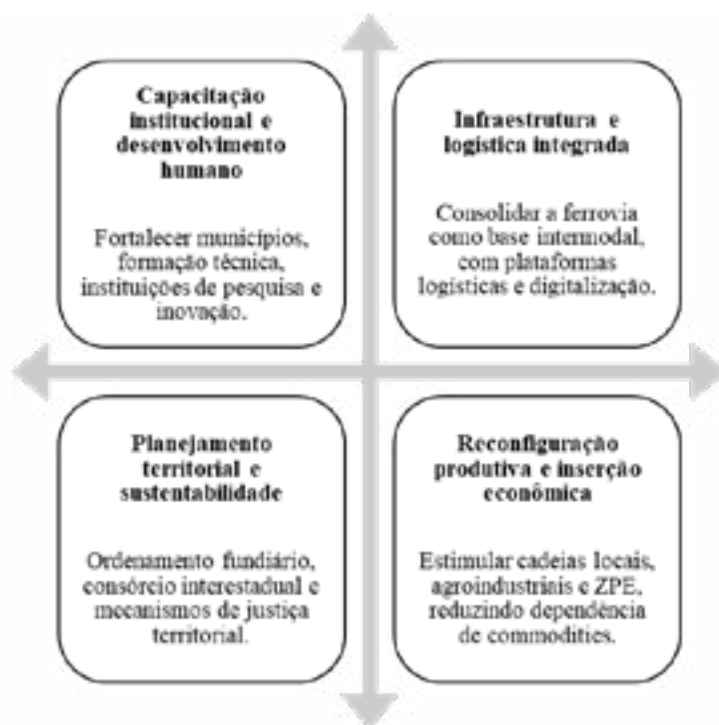 Capacitação
institucional e
desenvolvimento
humano
Fortalecer municípios,
formação técnica,
instituições de pesquisa e
inovação.
Infraestrutura e
logística integrada
Consolidar a ferrovia
como base intermodal,
com plataformas
logísticas e digitalização.
Planejamento
territorial e
sustentabilidade
Ordenamento fundiário,
consórcio interestadual e
mecanismos de justiça
territorial.
Reconfiguração
produtiva e inserção
econômica
Estimular cadeias locais,
agroindustriais e ZPE,
reduzindo dependência
de commodities.